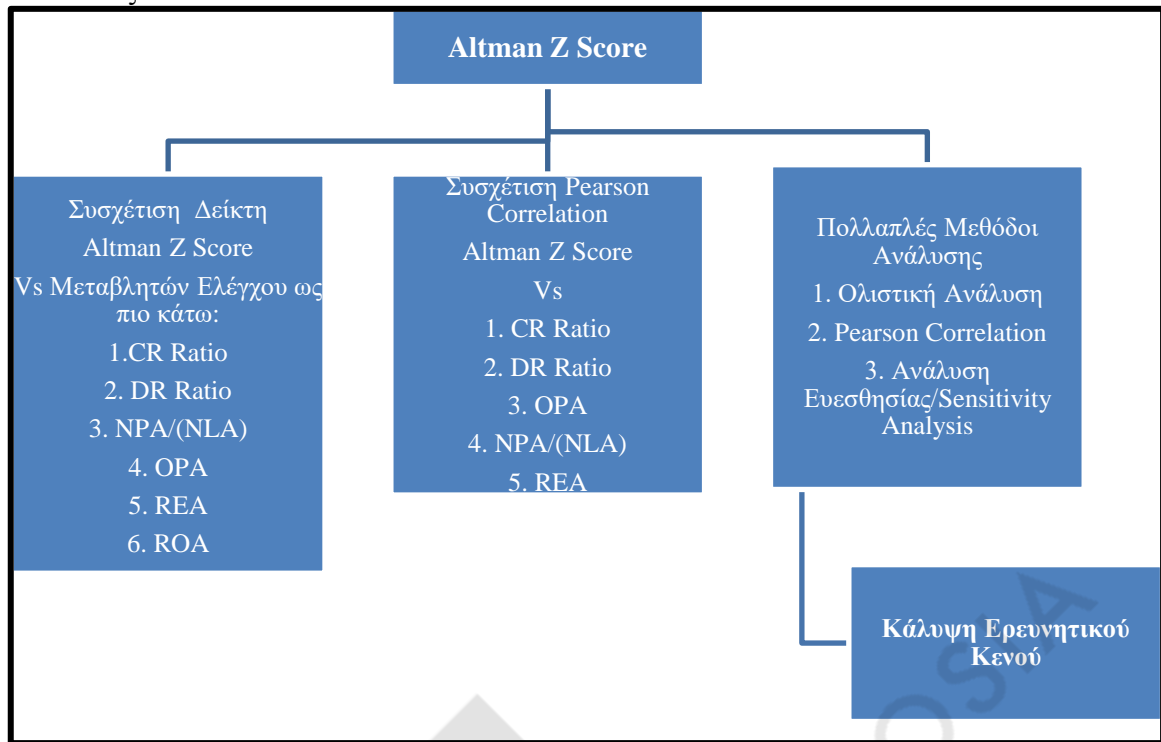 Altman Z Score
Συσχέτιση Δείκτη
Altman Z Score
Vs Μεταβλητών Ελέγχου ως
πιο κάτω:
1.CR Ratio
2. DR Ratio
3. NPA/(NLA)
4. OPA
5. REA
6. ROA
Συσχέτιση Pearson
Correlation
Altman Z Score
Vs
1. CR Ratio
2. DR Ratio
3. OPA
4. NPA/(NLA)
5. REA
Πολλαπλές Μεθόδοι
Ανάλυσης
1. Ολιστική Ανάλυση
2. Pearson Correlation
3. Ανάλυση
Ευεσθησίας/Sensitivity
Analysis
Κάλυψη Ερευνητικού
Κενού
OSIA